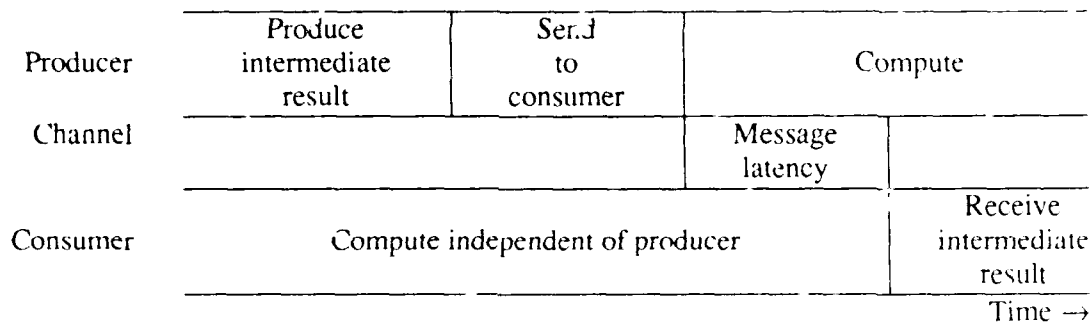 Produce Send
Producer intermediate to Compute
result consumer
Channel Message
latency
Receive
Consumer Compute independent of producer intermediate
result
Time →